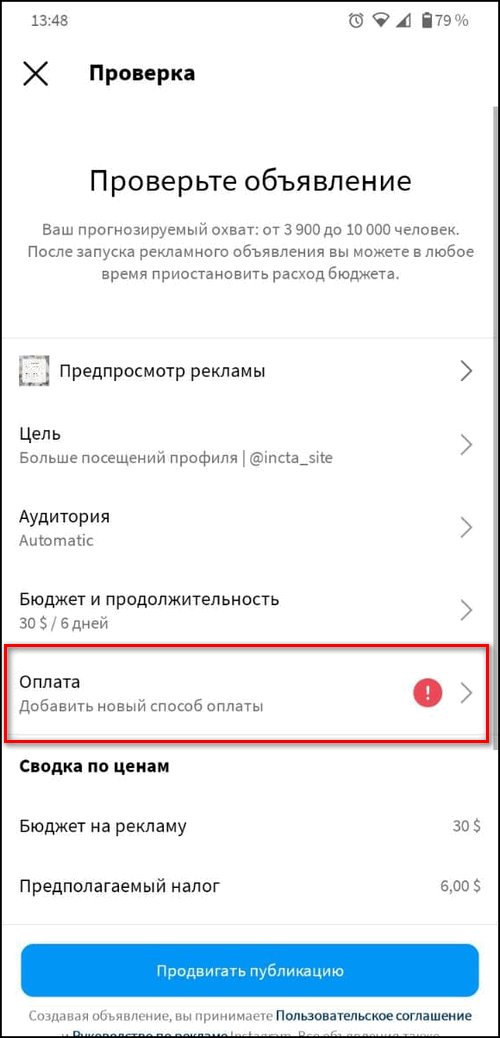 13:48
79 %
Проверка
Проверьте объявление
Ваш прогнозируемый охват: от 3 900 до 10 000 человек.
После запуска рекламного объявления вы можете в любое
время приостановить расход бюджета.
Предпросмотр рекламы
Цель
Больше посещений профиля | @incta_site
Аудитория
Automatic
Бюджет и продолжительность
30 $ / 6 дней
Оплата
Добавить новый способ оплаты
Сводка по ценам
Бюджет на рекламу
30 $
Предполагаемый налог
6,00 $
Продвигать публикацию
Создавая объявление, вы принимаете Пользовательское соглашение
и Руководство по рекламе Instagram. Все объявления также